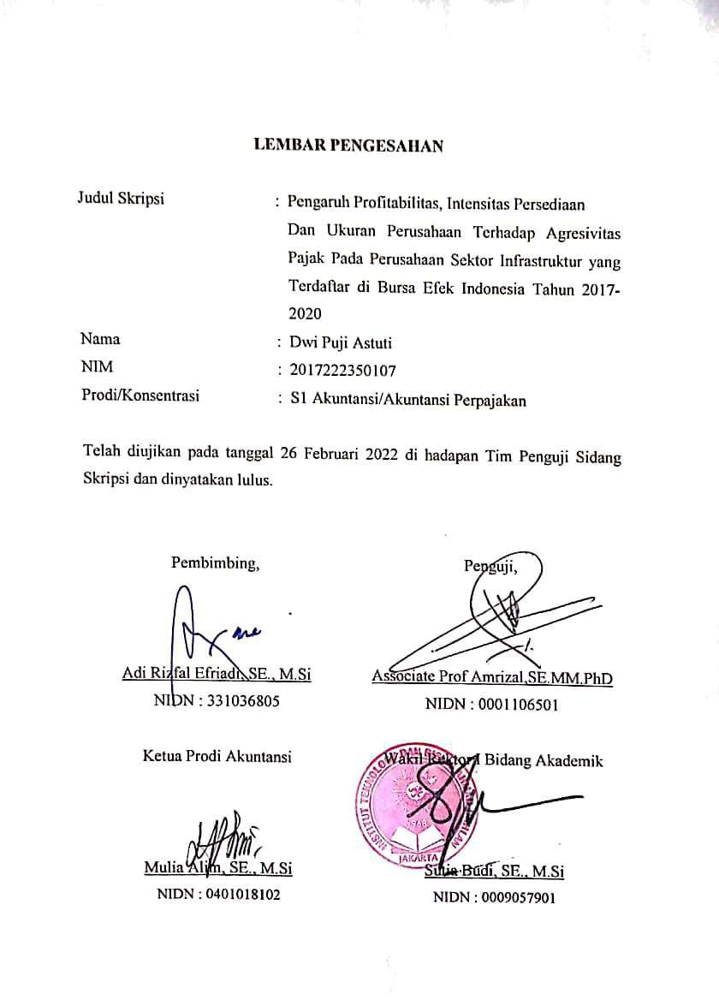 LEMBAR PENGESAHAN
Judul Skripsi : Pengaruh Profitabilitas, Intensitas Persediaan
Dan Ukuran Perusahaan Terhadap Agresivitas
Pajak Pada Perusahaan Sektor Infrastruktur yang
Terdaftar di Bursa Efek Indonesia Tahun 2017-
2020
Nama : Dwi Puji Astuti
NIM : 2017222350107
Prodi/Konsentrasi : S1 Akuntansi/Akuntansi Perpajakan
Telah diujikan pada tanggal 26 Februari 2022 di hadapan Tim Penguji Sidang
Skripsi dan dinyatakan lulus.
Pembimbing,
Adi Rizfal Efriadi, SE., M.Si
NIDN : 331036805
Penguji,
Associate Prof Amrizal,SE.MM.PhD
NIDN : 0001106501
Ketua Prodi Akuntansi
Mulia Alim, SE., M.Si
NIDN : 0401018102
Wakil Rektor I Bidang Akademik
INSTITUT TEKNOLOGI DAN BISNIS
1968
JAKARTA
Sutia Budi, SE., M.Si
NIDN : 0009057901